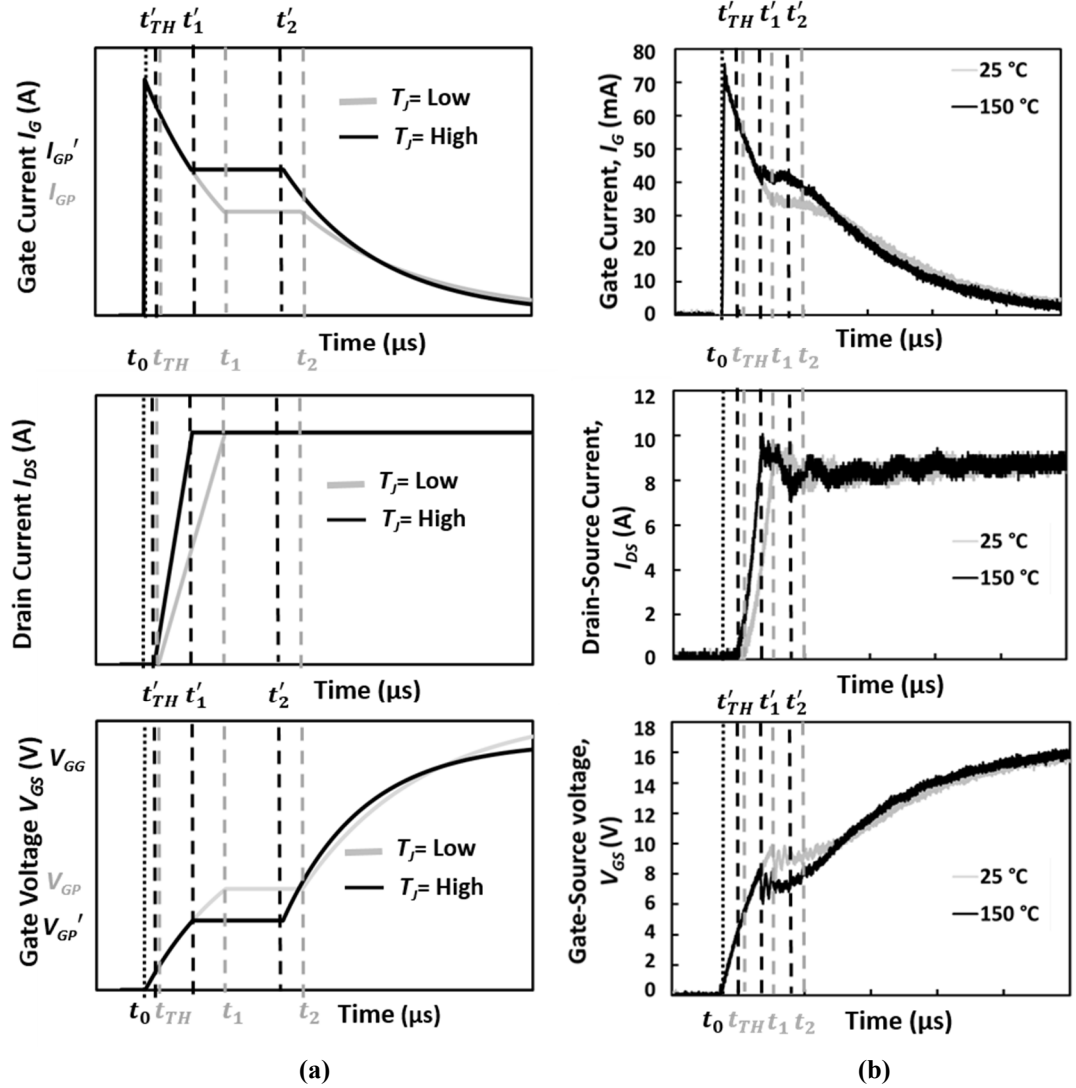 t'TH t'1 t'2
Gate Current IG (A)
IGP'
IGP
TJ= Low
TJ= High
Time (µs)
t0 tTH t1 t2
Drain Current IDS (A)
TJ= Low
TJ= High
t'TH t'1 t'2
Time (µs)
Gate Voltage VGS (V)
VGG
VGP
VGP'
TJ= Low
TJ= High
t0 tTH t1 t2
Time (µs)
(a)
t'TH t'1 t'2
Gate Current, IG (mA)
80
70
60
50
40
30
20
10
0
25 °C
150 °C
Time (µs)
t0 tTH t1 t2
Drain-Source Current,
IDS (A)
12
10
8
6
4
2
0
25 °C
150 °C
t'TH t'1 t'2
Time (µs)
Gate-Source voltage,
VGS (V)
18
16
14
12
10
8
6
4
2
0
25 °C
150 °C
t0 tTH t1 t2
Time (µs)
(b)